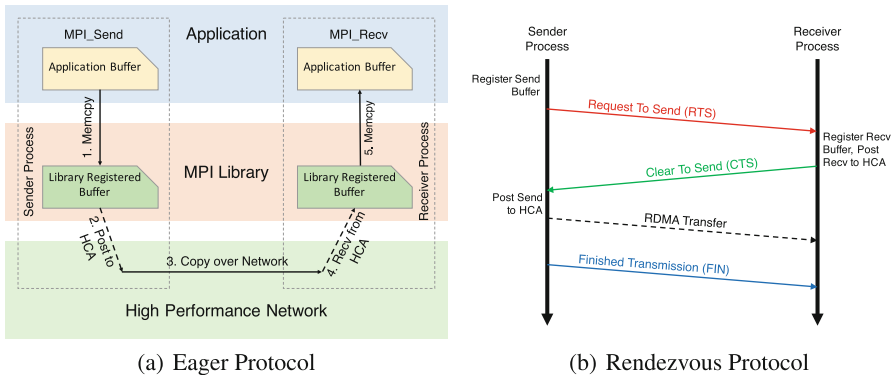 MPI_Send
Application
MPI_Recv
Application Buffer
Application Buffer
1. Memcpy
5. Memcpy
Sender Process
MPI Library
Receiver Process
Library Registered
Buffer
Library Registered
Buffer
2. Post to
HCA
3. Copy over Network
4. Recv from
HCA
High Performance Network
(a) Eager Protocol
Sender
Process
Receiver
Process
Register Send
Buffer
Request To Send (RTS)
Register Recv
Buffer, Post
Recv to HCA
Clear To Send (CTS)
Post Send
to HCA
RDMA Transfer
Finished Transmission (FIN)
(b) Rendezvous Protocol